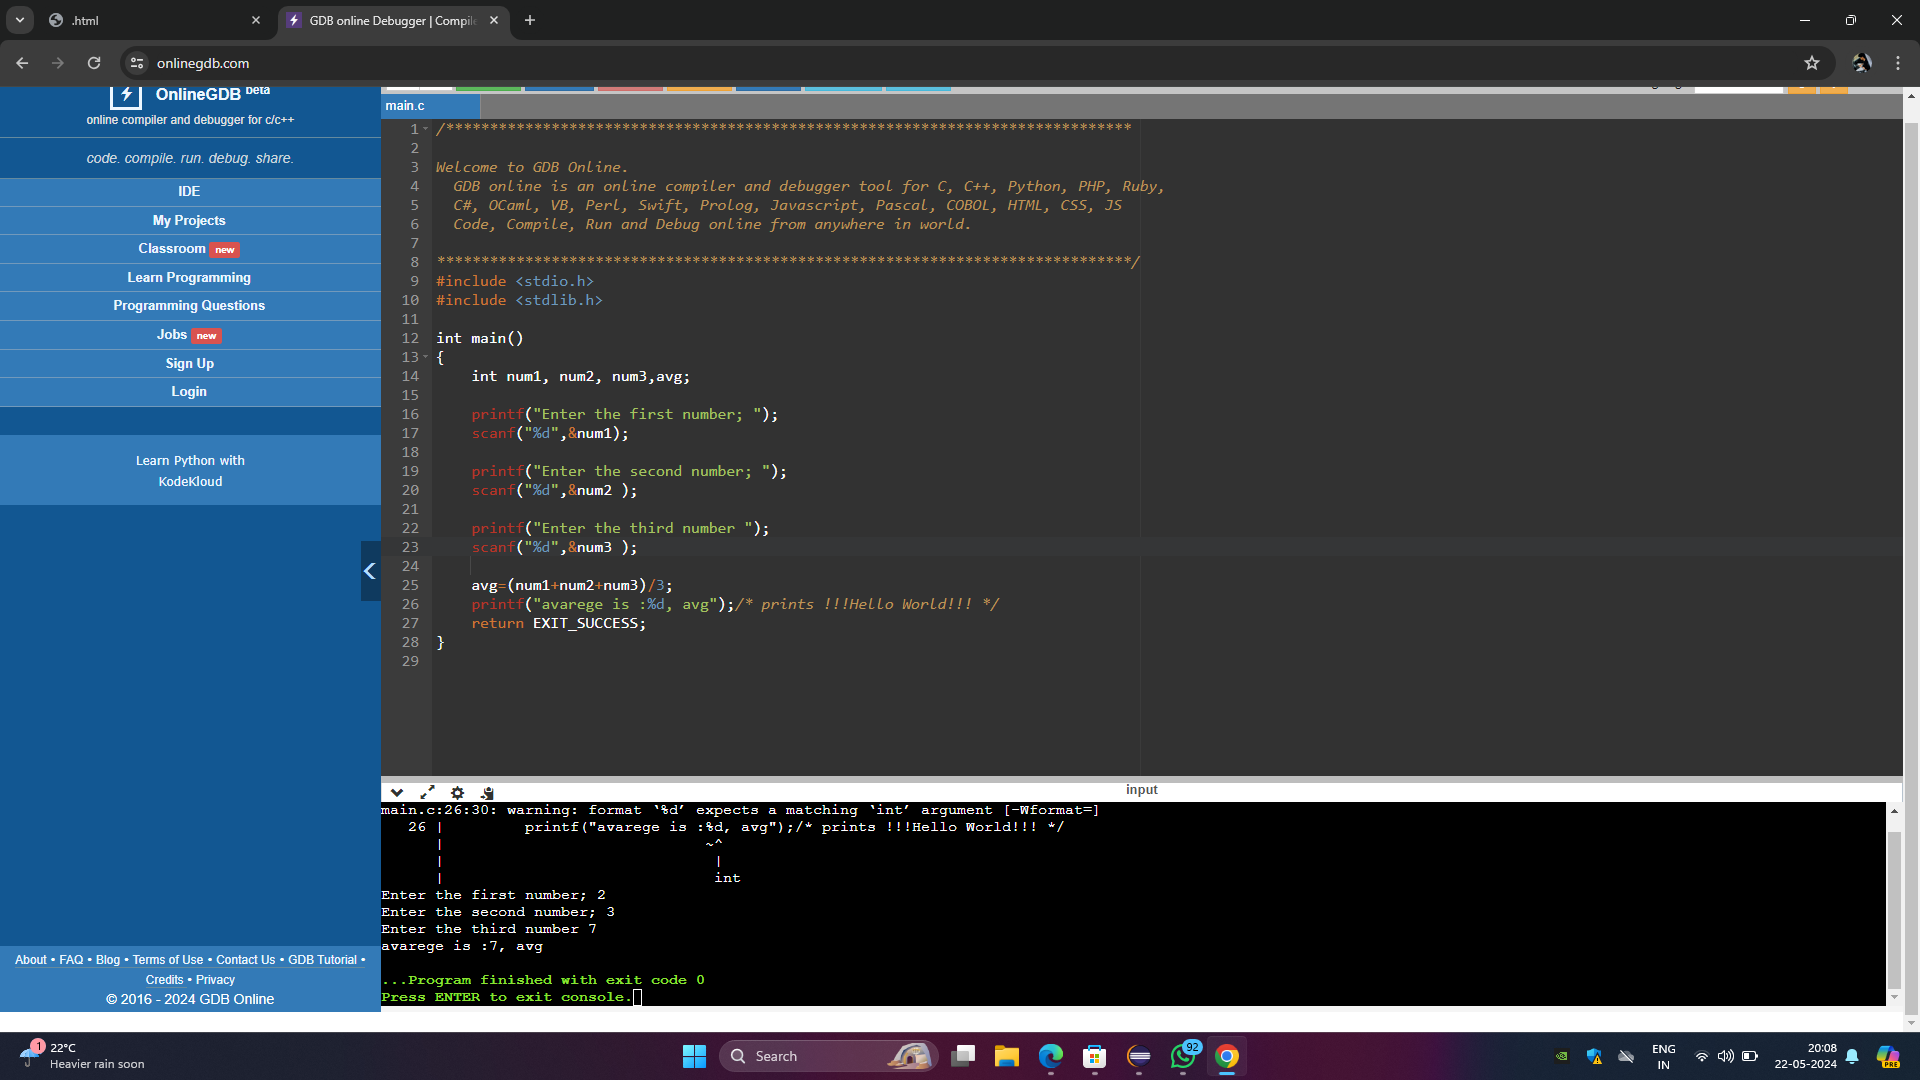 .html
GDB online Debugger | Compile
onlinegdb.com
OnlineGDB beta
online compiler and debugger for c/c++
code. compile. run. debug. share.
IDE
My Projects
Classroom new
Learn Programming
Programming Questions
Jobs new
Sign Up
Login
Learn Python with
KodeKloud
About • FAQ • Blog • Terms of Use • Contact Us • GDB Tutorial •
Credits • Privacy
© 2016 - 2024 GDB Online
main.c
1 /******************************************************************************
2
3 Welcome to GDB Online.
4   GDB online is an online compiler and debugger tool for C, C++, Python, PHP, Ruby,
5   C#, OCaml, VB, Perl, Swift, Prolog, Javascript, Pascal, COBOL, HTML, CSS, JS
6   Code, Compile, Run and Debug online from anywhere in world.
7
8 *******************************************************************************/
9 #include <stdio.h>
10 #include <stdlib.h>
11
12 int main()
13 {
14     int num1, num2, num3,avg;
15
16     printf("Enter the first number; ");
17     scanf("%d",&num1);
18
19     printf("Enter the second number; ");
20     scanf("%d",&num2 );
21
22     printf("Enter the third number ");
23     scanf("%d",&num3 );
24
25     avg=(num1+num2+num3)/3;
26     printf("avarege is :%d, avg");/* prints !!!Hello World!!! */
27     return EXIT_SUCCESS;
28 }
29
input
main.c:26:30: warning: format ‘%d’ expects a matching ‘int’ argument [-Wformat=]
26 |         printf("avarege is :%d, avg");/* prints !!!Hello World!!! */
|                              ~^
|                               |
|                               int
Enter the first number; 2
Enter the second number; 3
Enter the third number 7
avarege is :7, avg
...Program finished with exit code 0
Press ENTER to exit console.
1
22°C
Heavier rain soon
Search
92
ENG
IN
20:08
22-05-2024
PRE